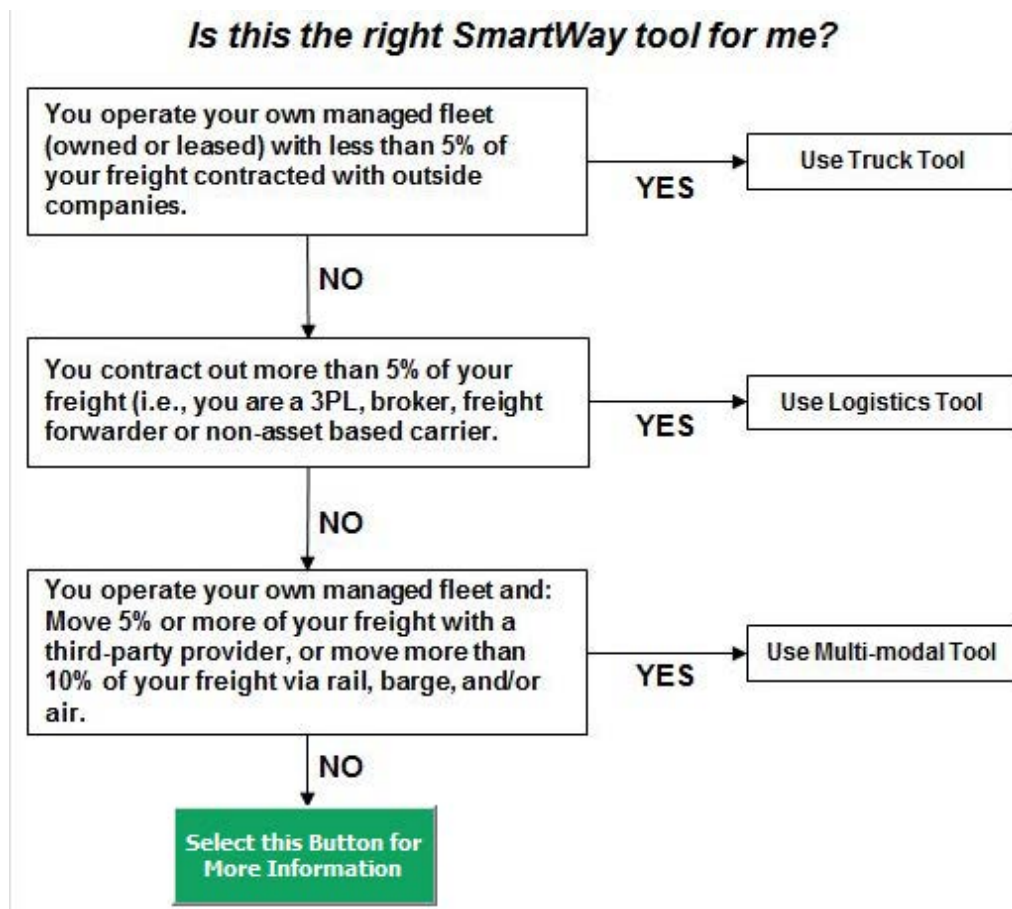 Is this the right SmartWay tool for me?
You operate your own managed fleet
(owned or leased) with less than 5% of
your freight contracted with outside
companies.
YES
Use Truck Tool
NO
You contract out more than 5% of your
freight (i.e., you are a 3PL, broker, freight
forwarder or non-asset based carrier.
YES
Use Logistics Tool
NO
You operate your own managed fleet and:
Move 5% or more of your freight with a
third-party provider, or move more than
10% of your freight via rail, barge, and/or
air.
YES
Use Multi-modal Tool
NO
Select this Button for
More Information